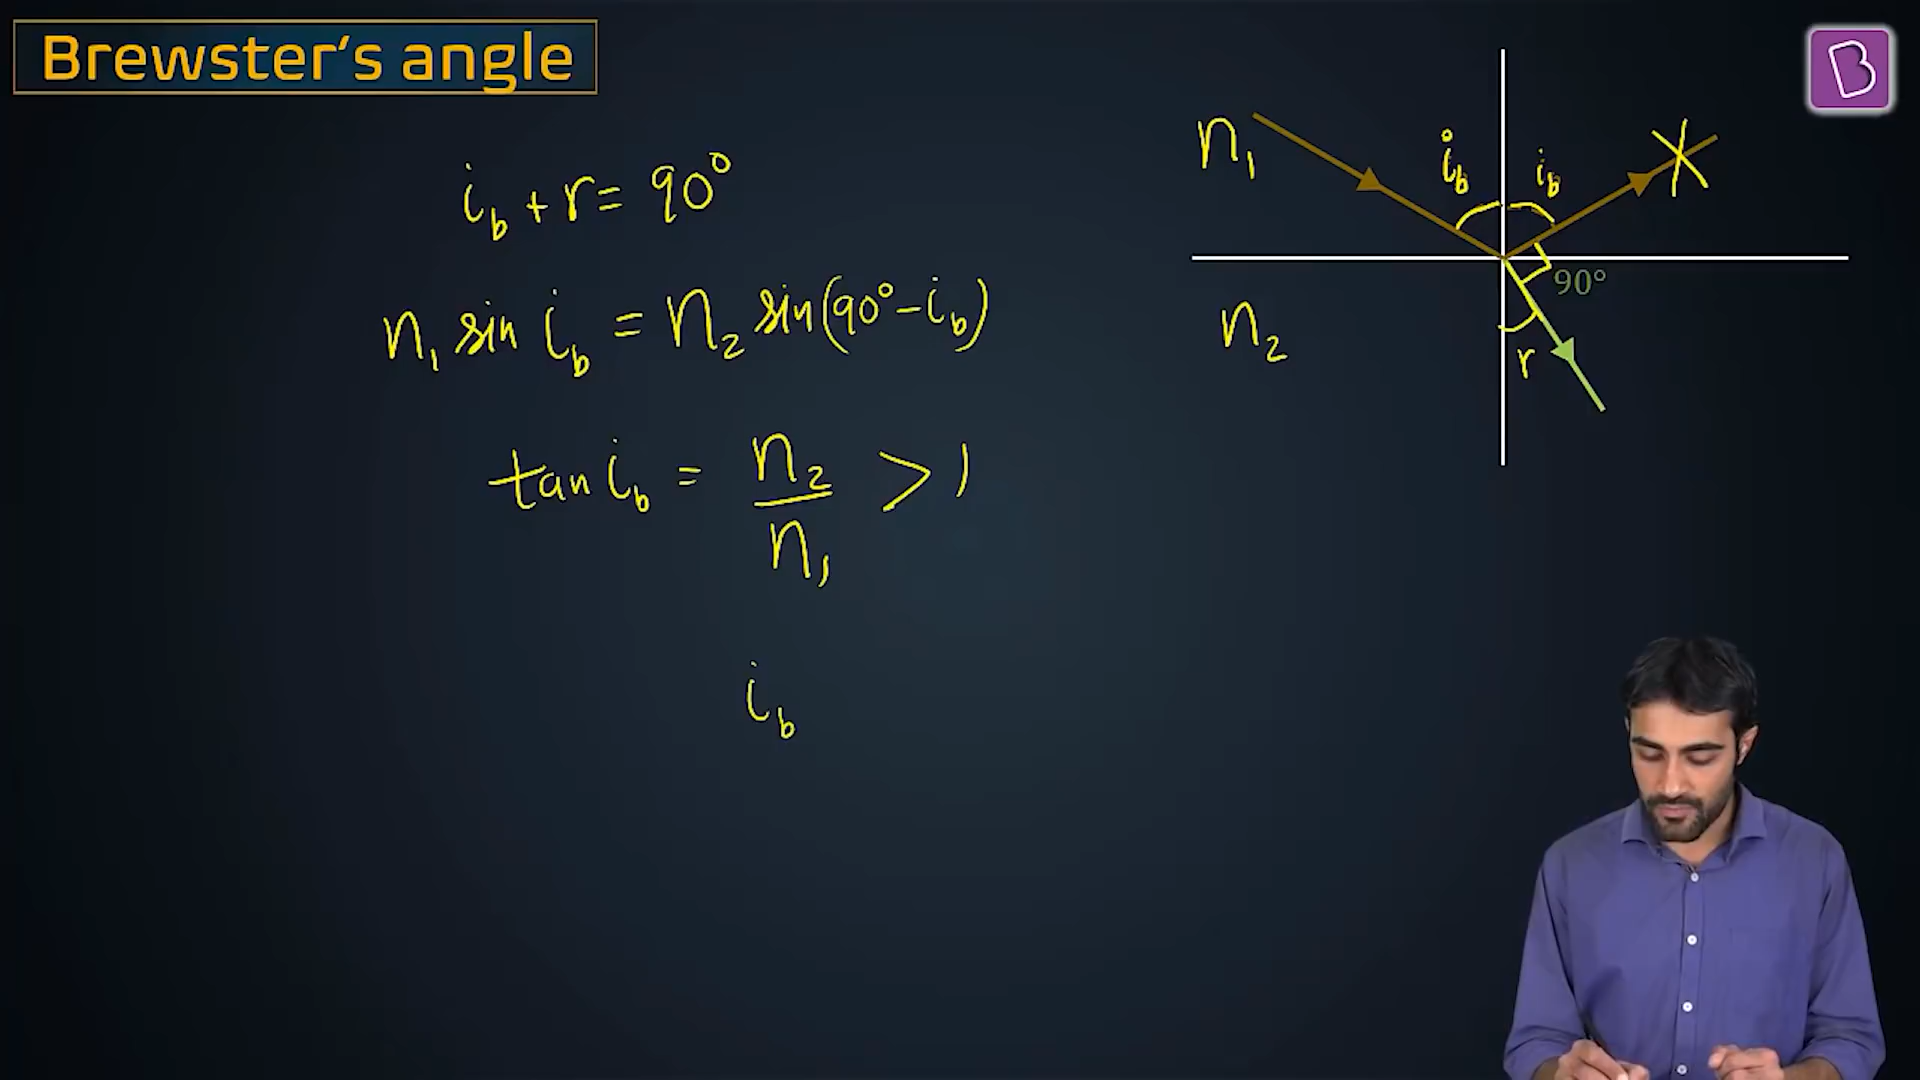 Brewster's angle
i_b + r = 90°
n₁ sin i_b = n₂ sin(90° - i_b)
tan i_b = n₂/n₁ > 1
i_b
n₁
i_b i_b
X
90°
n₂
r
B